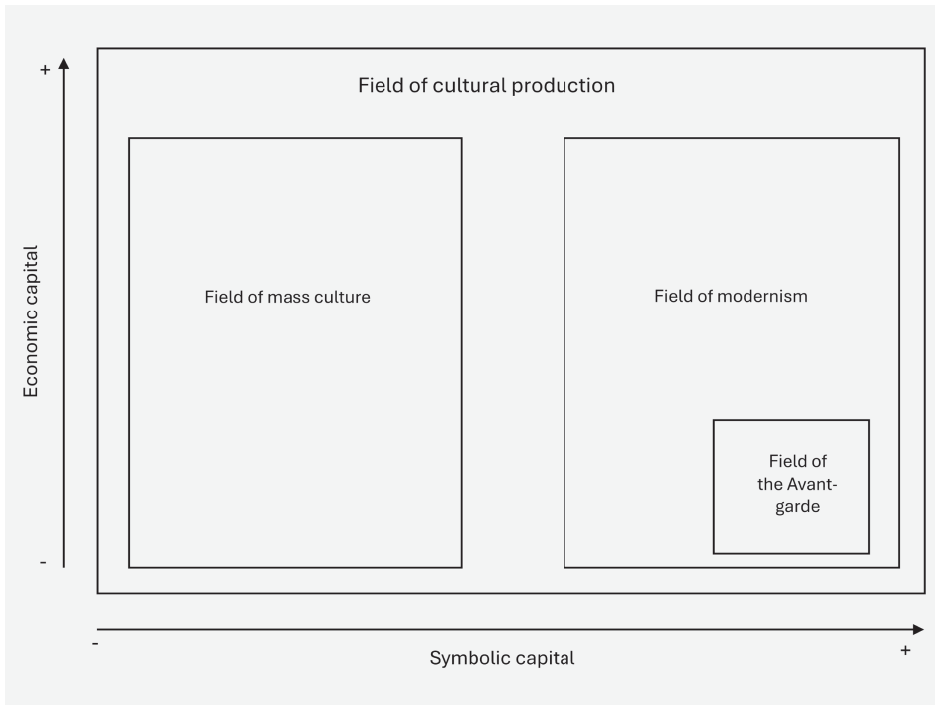 +
Field of cultural production
Economic capital
Field of mass culture
Field of modernism
Field of
the Avant-
garde
-
-
+
Symbolic capital